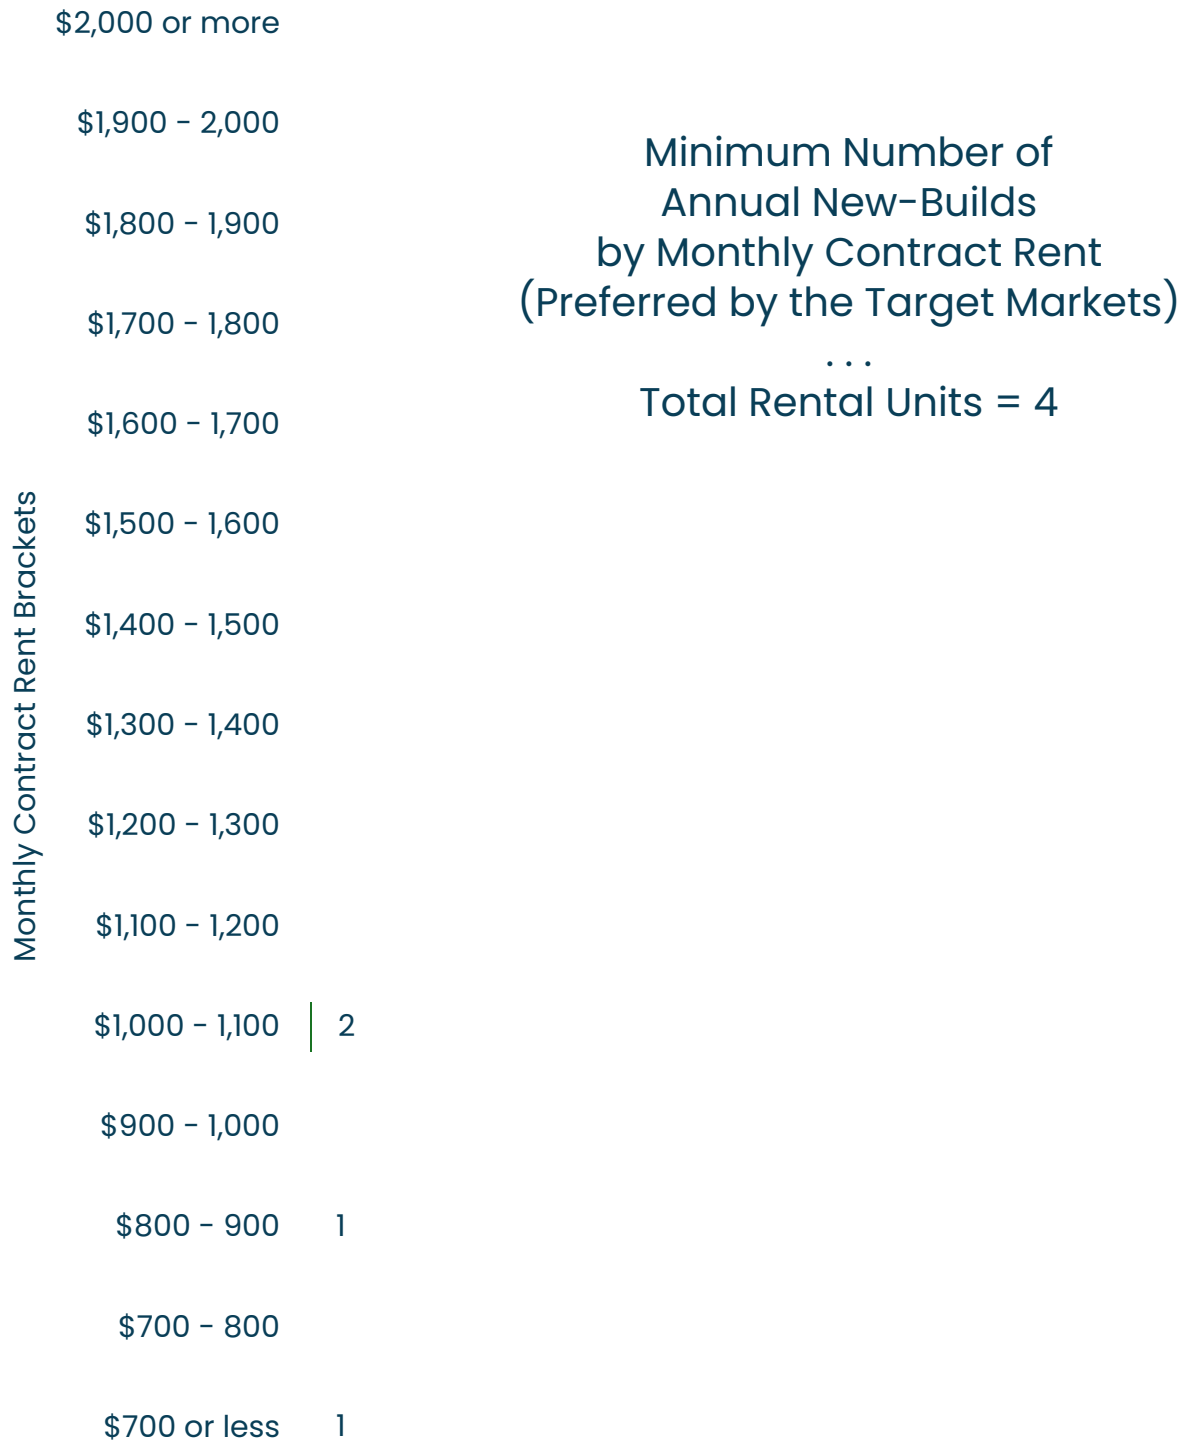 $2,000 or more
$1,900 - 2,000
Minimum Number of
Annual New-Builds
by Monthly Contract Rent
(Preferred by the Target Markets)
. . .
Total Rental Units = 4
$1,800 - 1,900
$1,700 - 1,800
$1,600 - 1,700
Monthly Contract Rent Brackets
$1,500 - 1,600
$1,400 - 1,500
$1,300 - 1,400
$1,200 - 1,300
$1,100 - 1,200
$1,000 - 1,100 2
$900 - 1,000
$800 - 900 1
$700 - 800
$700 or less 1